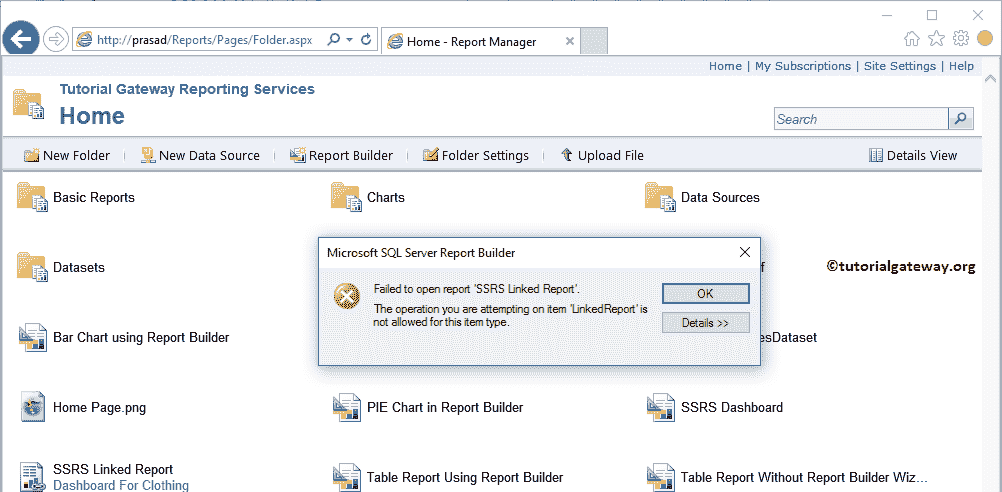 http://prasad/Reports/Pages/Folder.aspx
Home - Report Manager
Home | My Subscriptions | Site Settings | Help
Tutorial Gateway Reporting Services
Home
Search
New Folder
New Data Source
Report Builder
Folder Settings
Upload File
Details View
Basic Reports
Charts
Data Sources
Datasets
Microsoft SQL Server Report Builder
Failed to open report 'SSRS Linked Report'.
The operation you are attempting on item 'LinkedReport' is
not allowed for this item type.
OK
Details >>
f
©tutorialgateway.org
Bar Chart using Report Builder
esDataset
Home Page.png
PIE Chart in Report Builder
SSRS Dashboard
SSRS Linked Report
Dashboard For Clothing
Table Report Using Report Builder
Table Report Without Report Builder Wiz...